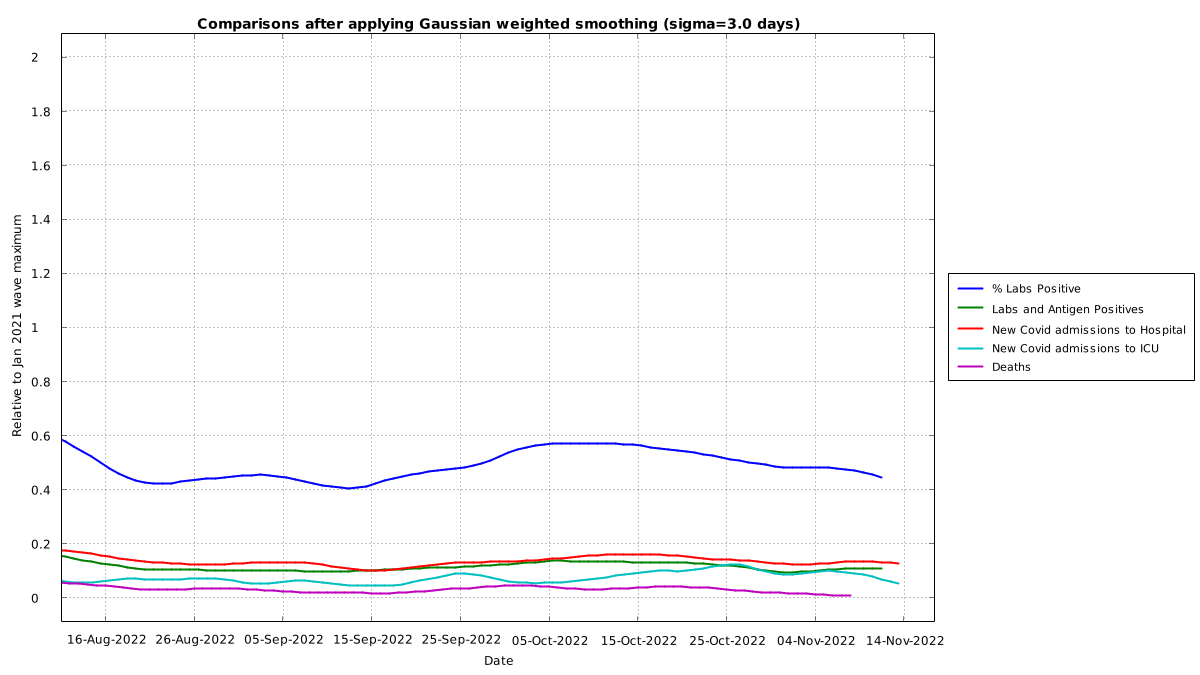 Comparisons after applying Gaussian weighted smoothing (sigma=3.0 days)
Relative to Jan 2021 wave maximum
2
1.8
1.6
1.4
1.2
1
0.8
0.6
0.4
0.2
0
16-Aug-2022 26-Aug-2022 05-Sep-2022 15-Sep-2022 25-Sep-2022 05-Oct-2022 15-Oct-2022 25-Oct-2022 04-Nov-2022 14-Nov-2022
Date
% Labs Positive
Labs and Antigen Positives
New Covid admissions to Hospital
New Covid admissions to ICU
Deaths